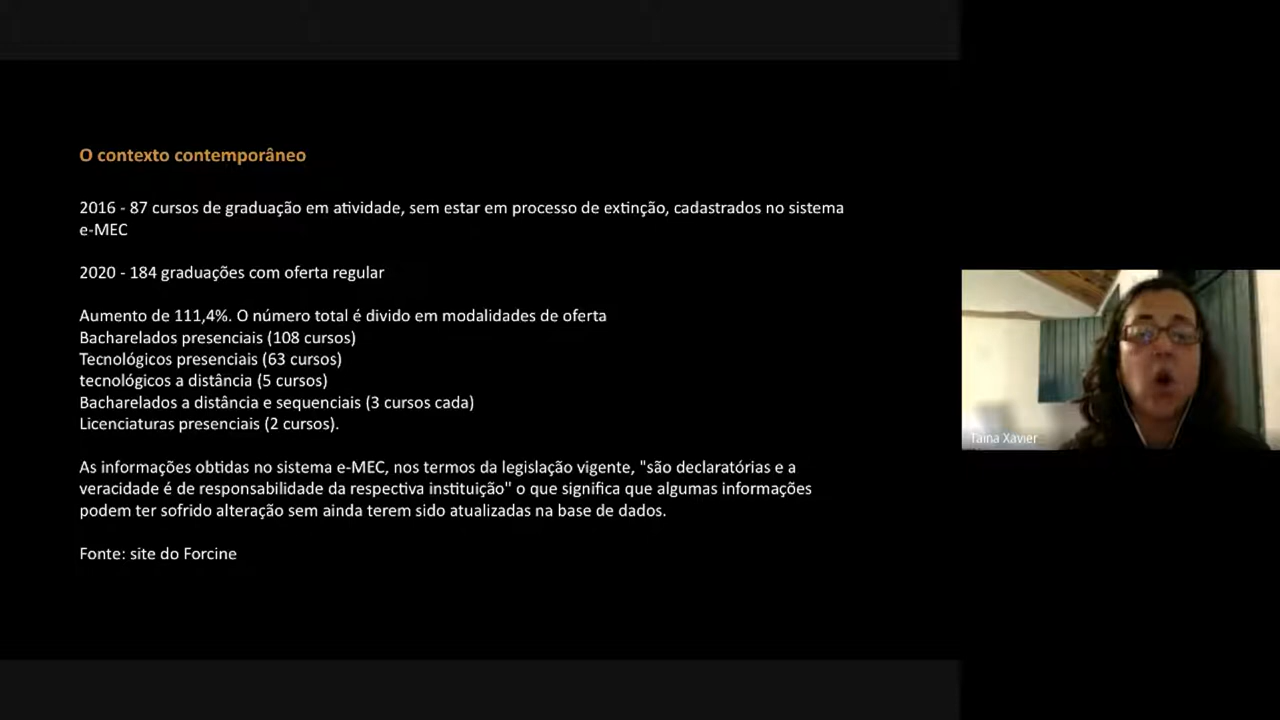 O contexto contemporâneo
2016 - 87 cursos de graduação em atividade, sem estar em processo de extinção, cadastrados no sistema
e-MEC
2020 - 184 graduações com oferta regular
Aumento de 111,4%. O número total é divido em modalidades de oferta
Bacharelados presenciais (108 cursos)
Tecnológicos presenciais (63 cursos)
tecnológicos a distância (5 cursos)
Bacharelados a distância e sequenciais (3 cursos cada)
Licenciaturas presenciais (2 cursos).
As informações obtidas no sistema e-MEC, nos termos da legislação vigente, "são declaratórias e a
veracidade é de responsabilidade da respectiva instituição" o que significa que algumas informações
podem ter sofrido alteração sem ainda terem sido atualizadas na base de dados.
Fonte: site do Forcine
Taina Xavier